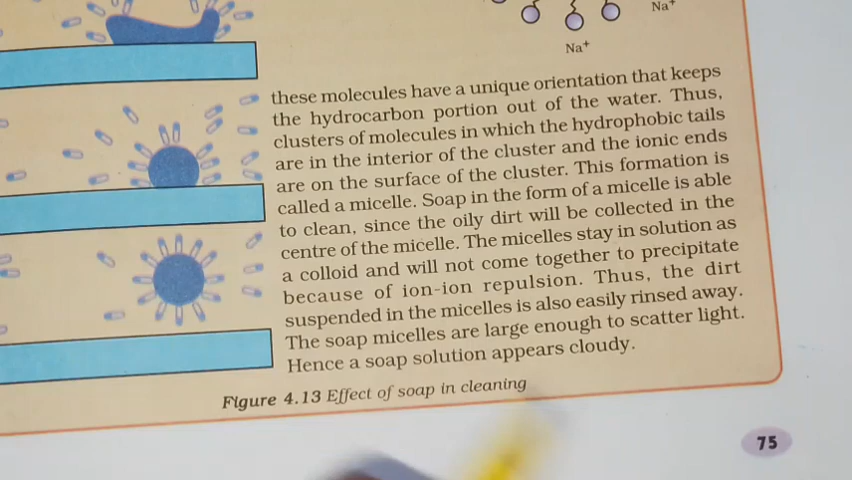 Na⁺
Na⁺
these molecules have a unique orientation that keeps
the hydrocarbon portion out of the water. Thus,
clusters of molecules in which the hydrophobic tails
are in the interior of the cluster and the ionic ends
are on the surface of the cluster. This formation is
called a micelle. Soap in the form of a micelle is able
to clean, since the oily dirt will be collected in the
centre of the micelle. The micelles stay in solution as
a colloid and will not come together to precipitate
because of ion-ion repulsion. Thus, the dirt
suspended in the micelles is also easily rinsed away.
The soap micelles are large enough to scatter light.
Hence a soap solution appears cloudy.
Figure 4.13 Effect of soap in cleaning
75